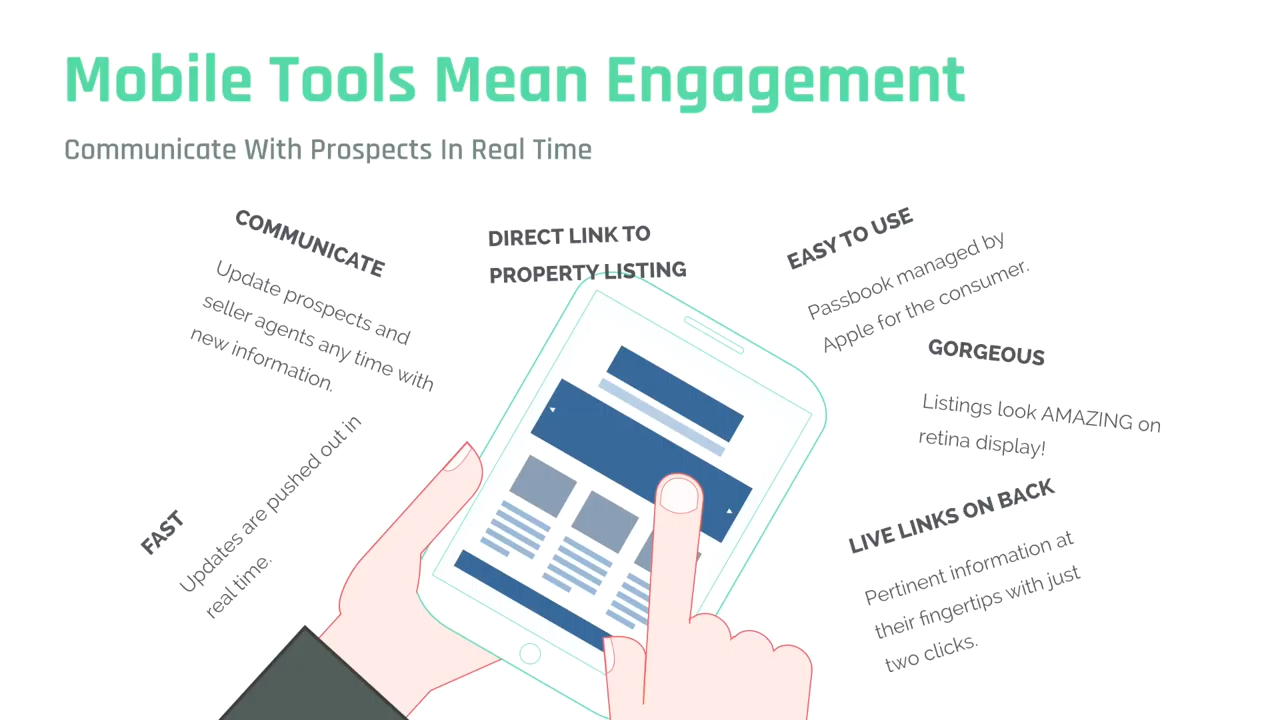 Mobile Tools Mean Engagement
Communicate With Prospects In Real Time
COMMUNICATE
Update prospects and
seller agents any time with
new information.
DIRECT LINK TO
PROPERTY LISTING
EASY TO USE
Passbook managed by
Apple for the consumer.
GORGEOUS
Listings look AMAZING on
retina display!
FAST
Updates are pushed out in
real time.
LIVE LINKS ON BACK
Pertinent information at
their fingertips with just
two clicks.